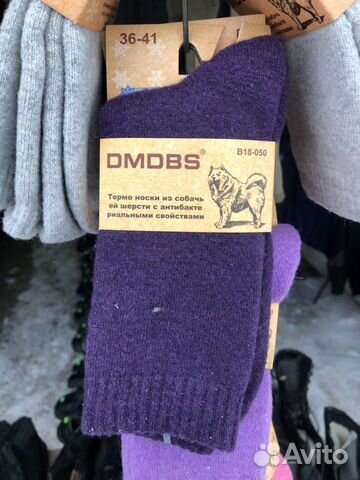 36-41
DMDBS®
B18-050
Термо носки из собачь
ей шерсти с антибакте
риальными свойствами
Avito